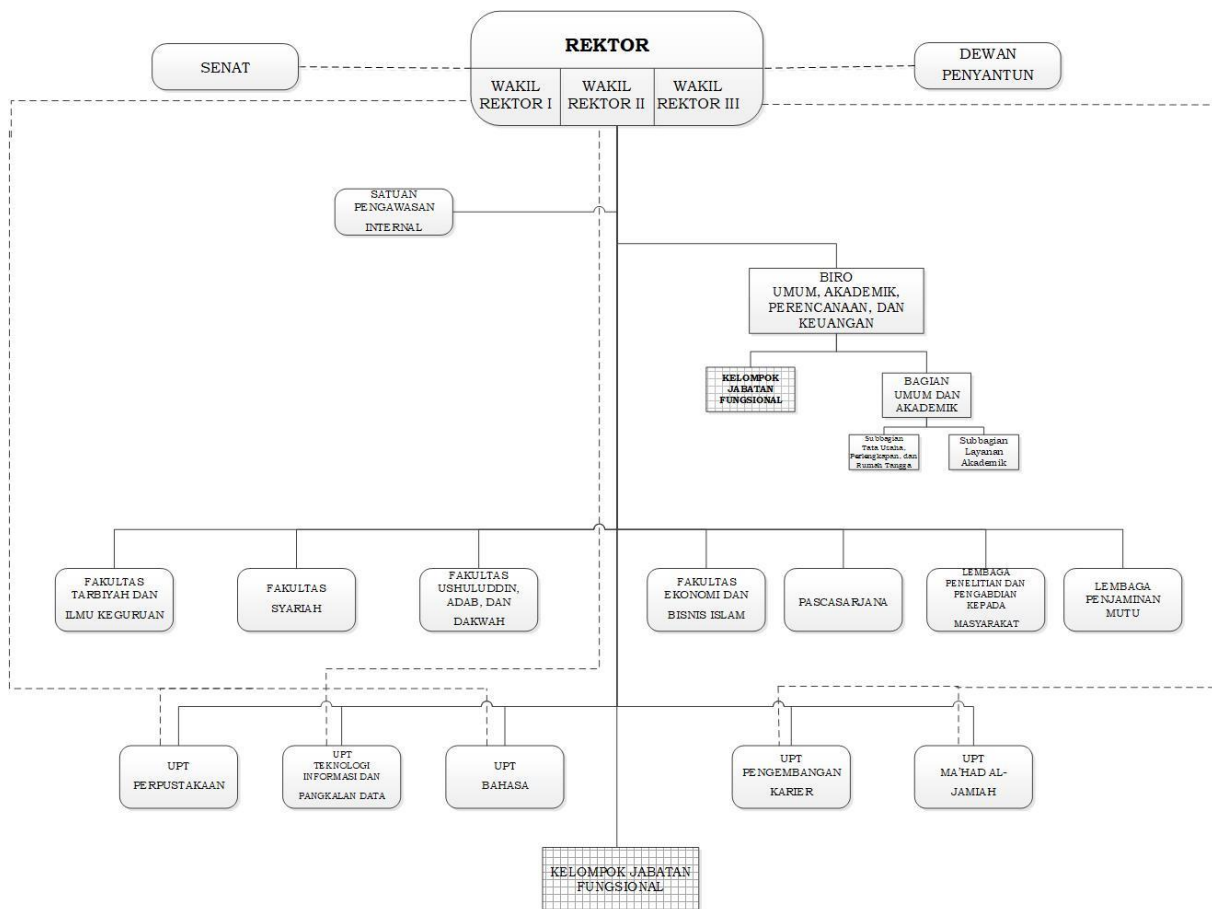 REKTOR
SENAT
DEWAN
PENYANTUN
WAKIL
REKTOR I
WAKIL
REKTOR II
WAKIL
REKTOR III
SATUAN
PENGAWASAN
INTERNAL
BIRO
UMUM, AKADEMIK,
PERENCANAAN, DAN
KEUANGAN
KELOMPOK
JABATAN
FUNGSIONAL
BAGIAN
UMUM DAN
AKADEMIK
Subbagian
Tata Usaha,
Perlengkapan, dan
Rumah Tangga
Subbagian
Layanan
Akademik
FAKULTAS
TARBIYAH DAN
ILMU KEGURUAN
FAKULTAS
SYARIAH
FAKULTAS
USHULUDDIN,
ADAB, DAN
DAKWAH
FAKULTAS
EKONOMI DAN
BISNIS ISLAM
PASCASARJANA
LEMBAGA
PENELITIAN DAN
PENGABDIAN
KEPADA
MASYARAKAT
LEMBAGA
PENJAMINAN
MUTU
UPT
PERPUSTAKAAN
UPT
TEKNOLOGI
INFORMASI DAN
PANGKALAN DATA
UPT
BAHASA
UPT
PENGEMBANGAN
KARIER
UPT
MA'HAD AL-
JAMIAH
KELOMPOK JABATAN
FUNGSIONAL